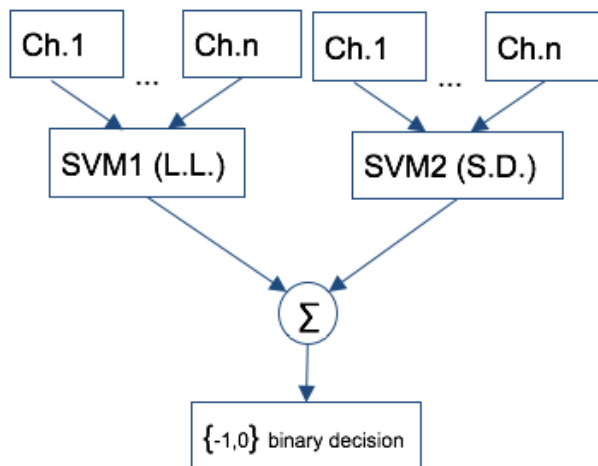 Ch.1 ... Ch.n Ch.1 ... Ch.n
SVM1 (L.L.) SVM2 (S.D.)
Σ
{-1,0} binary decision